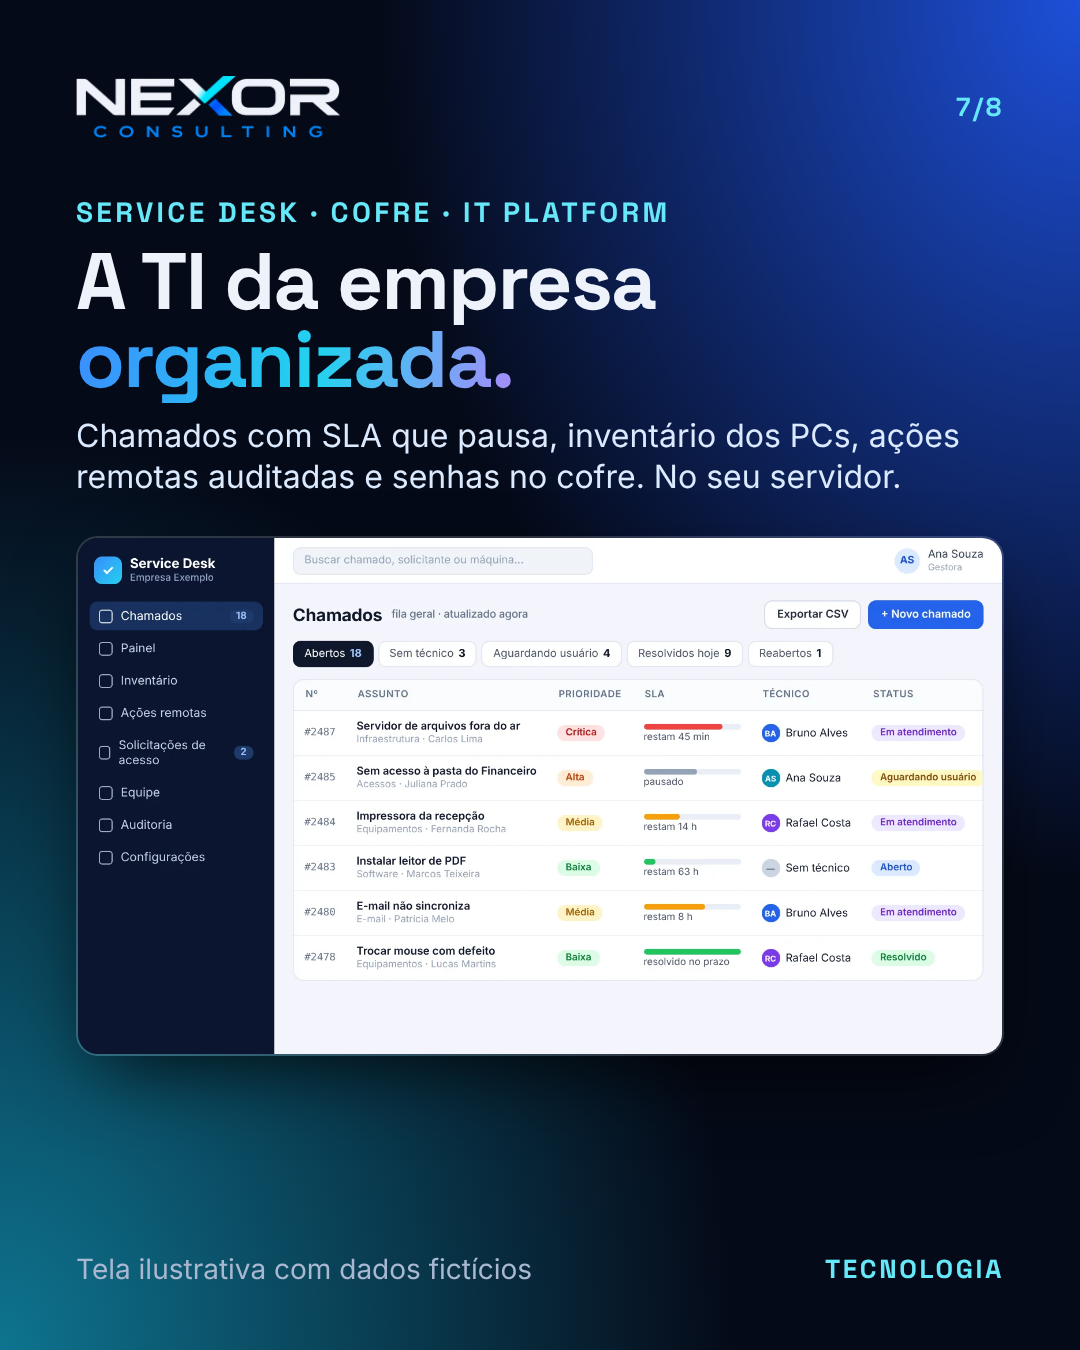 NEXOR
CONSULTING
7/8
SERVICE DESK · COFRE · IT PLATFORM
A TI da empresa
organizada.
Chamados com SLA que pausa, inventário dos PCs, ações
remotas auditadas e senhas no cofre. No seu servidor.
Service Desk
Empresa Exemplo
Chamados 18
Painel
Inventário
Ações remotas
Solicitações de
acesso 2
Equipe
Auditoria
Configurações
Buscar chamado, solicitante ou máquina...
AS Ana Souza
Gestora
Chamados fila geral · atualizado agora
Exportar CSV + Novo chamado
Abertos 18 Sem técnico 3 Aguardando usuário 4 Resolvidos hoje 9 Reabertos 1
Nº ASSUNTO PRIORIDADE SLA TÉCNICO STATUS
#2487 Servidor de arquivos fora do ar Crítica restam 45 min BA Bruno Alves Em atendimento
Infraestrutura · Carlos Lima
#2485 Sem acesso à pasta do Financeiro Alta pausado AS Ana Souza Aguardando usuário
Acessos · Juliana Prado
#2484 Impressora da recepção Média restam 14 h RC Rafael Costa Em atendimento
Equipamentos · Fernanda Rocha
#2483 Instalar leitor de PDF Baixa restam 63 h — Sem técnico Aberto
Software · Marcos Teixeira
#2480 E-mail não sincroniza Média restam 8 h BA Bruno Alves Em atendimento
E-mail · Patricia Melo
#2478 Trocar mouse com defeito Baixa resolvido no prazo RC Rafael Costa Resolvido
Equipamentos · Lucas Martins
Tela ilustrativa com dados fictícios
TECNOLOGIA